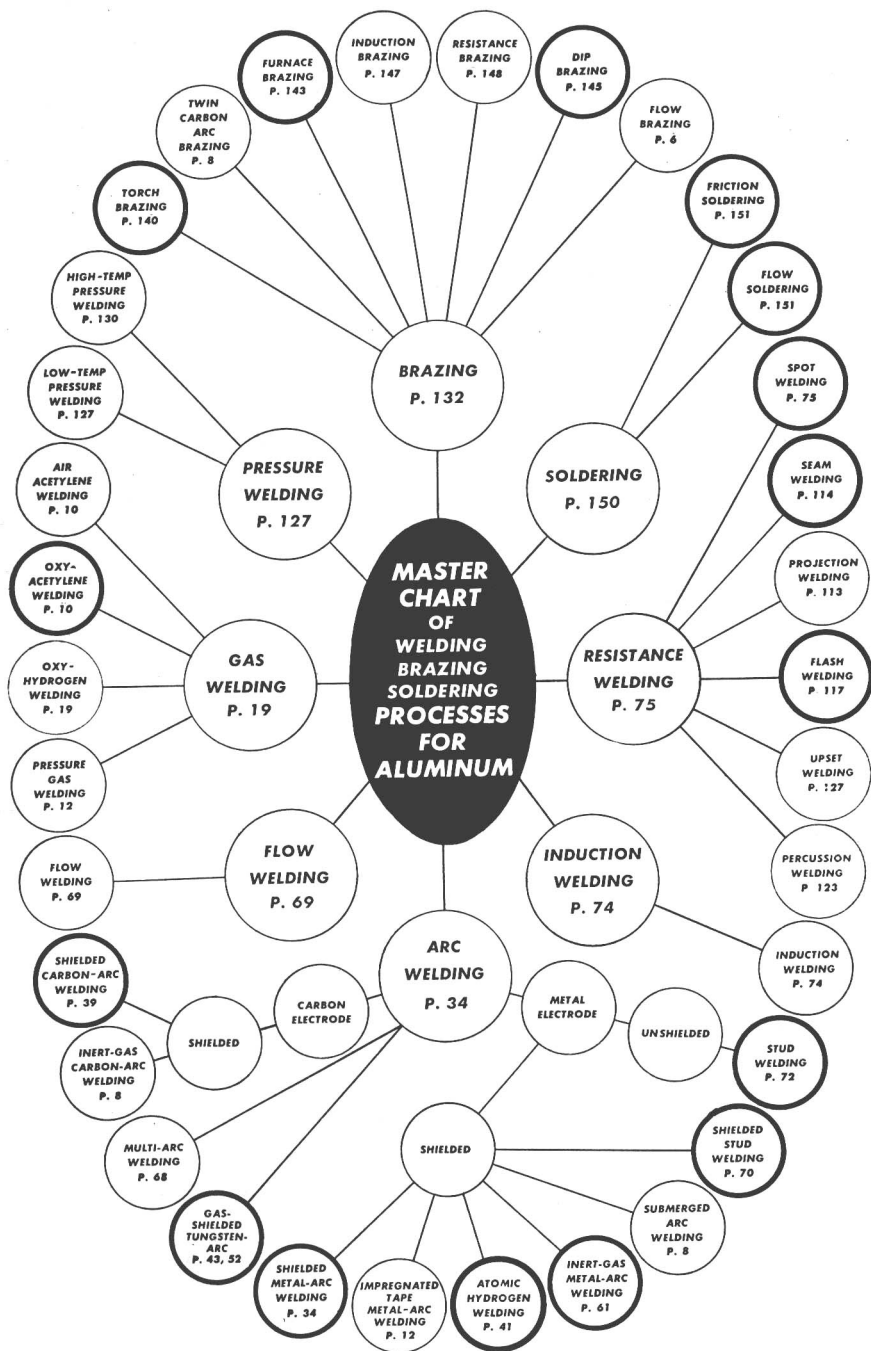 INDUCTION
BRAZING
P. 147
RESISTANCE
BRAZING
P. 148
FURNACE
BRAZING
P. 143
DIP
BRAZING
P. 145
TWIN
CARBON
ARC
BRAZING
P. 8
FLOW
BRAZING
P. 6
TORCH
BRAZING
P. 140
FRICTION
SOLDERING
P. 151
HIGH-TEMP
PRESSURE
WELDING
P. 130
FLOW
SOLDERING
P. 151
BRAZING
P. 132
LOW-TEMP
PRESSURE
WELDING
P. 127
SPOT
WELDING
P. 75
PRESSURE
WELDING
P. 127
SOLDERING
P. 150
AIR
ACETYLENE
WELDING
P. 10
SEAM
WELDING
P. 114
OXY-
ACETYLENE
WELDING
P. 10
PROJECTION
WELDING
P. 113
MASTER
CHART
OF
WELDING
BRAZING
SOLDERING
PROCESSES
FOR
ALUMINUM
GAS
WELDING
P. 19
RESISTANCE
WELDING
P. 75
OXY-
HYDROGEN
WELDING
P. 19
FLASH
WELDING
P. 117
PRESSURE
GAS
WELDING
P. 12
UPSET
WELDING
P. 127
FLOW
WELDING
P. 69
FLOW
WELDING
P. 69
INDUCTION
WELDING
P. 74
PERCUSSION
WELDING
P 123
ARC
WELDING
P. 34
SHIELDED
CARBON-ARC
WELDING
P. 39
INDUCTION
WELDING
P. 74
CARBON
ELECTRODE
METAL
ELECTRODE
SHIELDED
UNSHIELDED
INERT-GAS
CARBON-ARC
WELDING
P. 8
STUD
WELDING
P. 72
MULTI-ARC
WELDING
P. 68
SHIELDED
SHIELDED
STUD
WELDING
P. 70
GAS-
SHIELDED
TUNGSTEN-
ARC
P. 43, 52
SUBMERGED
ARC
WELDING
P. 8
SHIELDED
METAL-ARC
WELDING
P. 34
IMPREGNATED
TAPE
METAL-ARC
WELDING
P. 12
ATOMIC
HYDROGEN
WELDING
P. 41
INERT-GAS
METAL-ARC
WELDING
P. 61